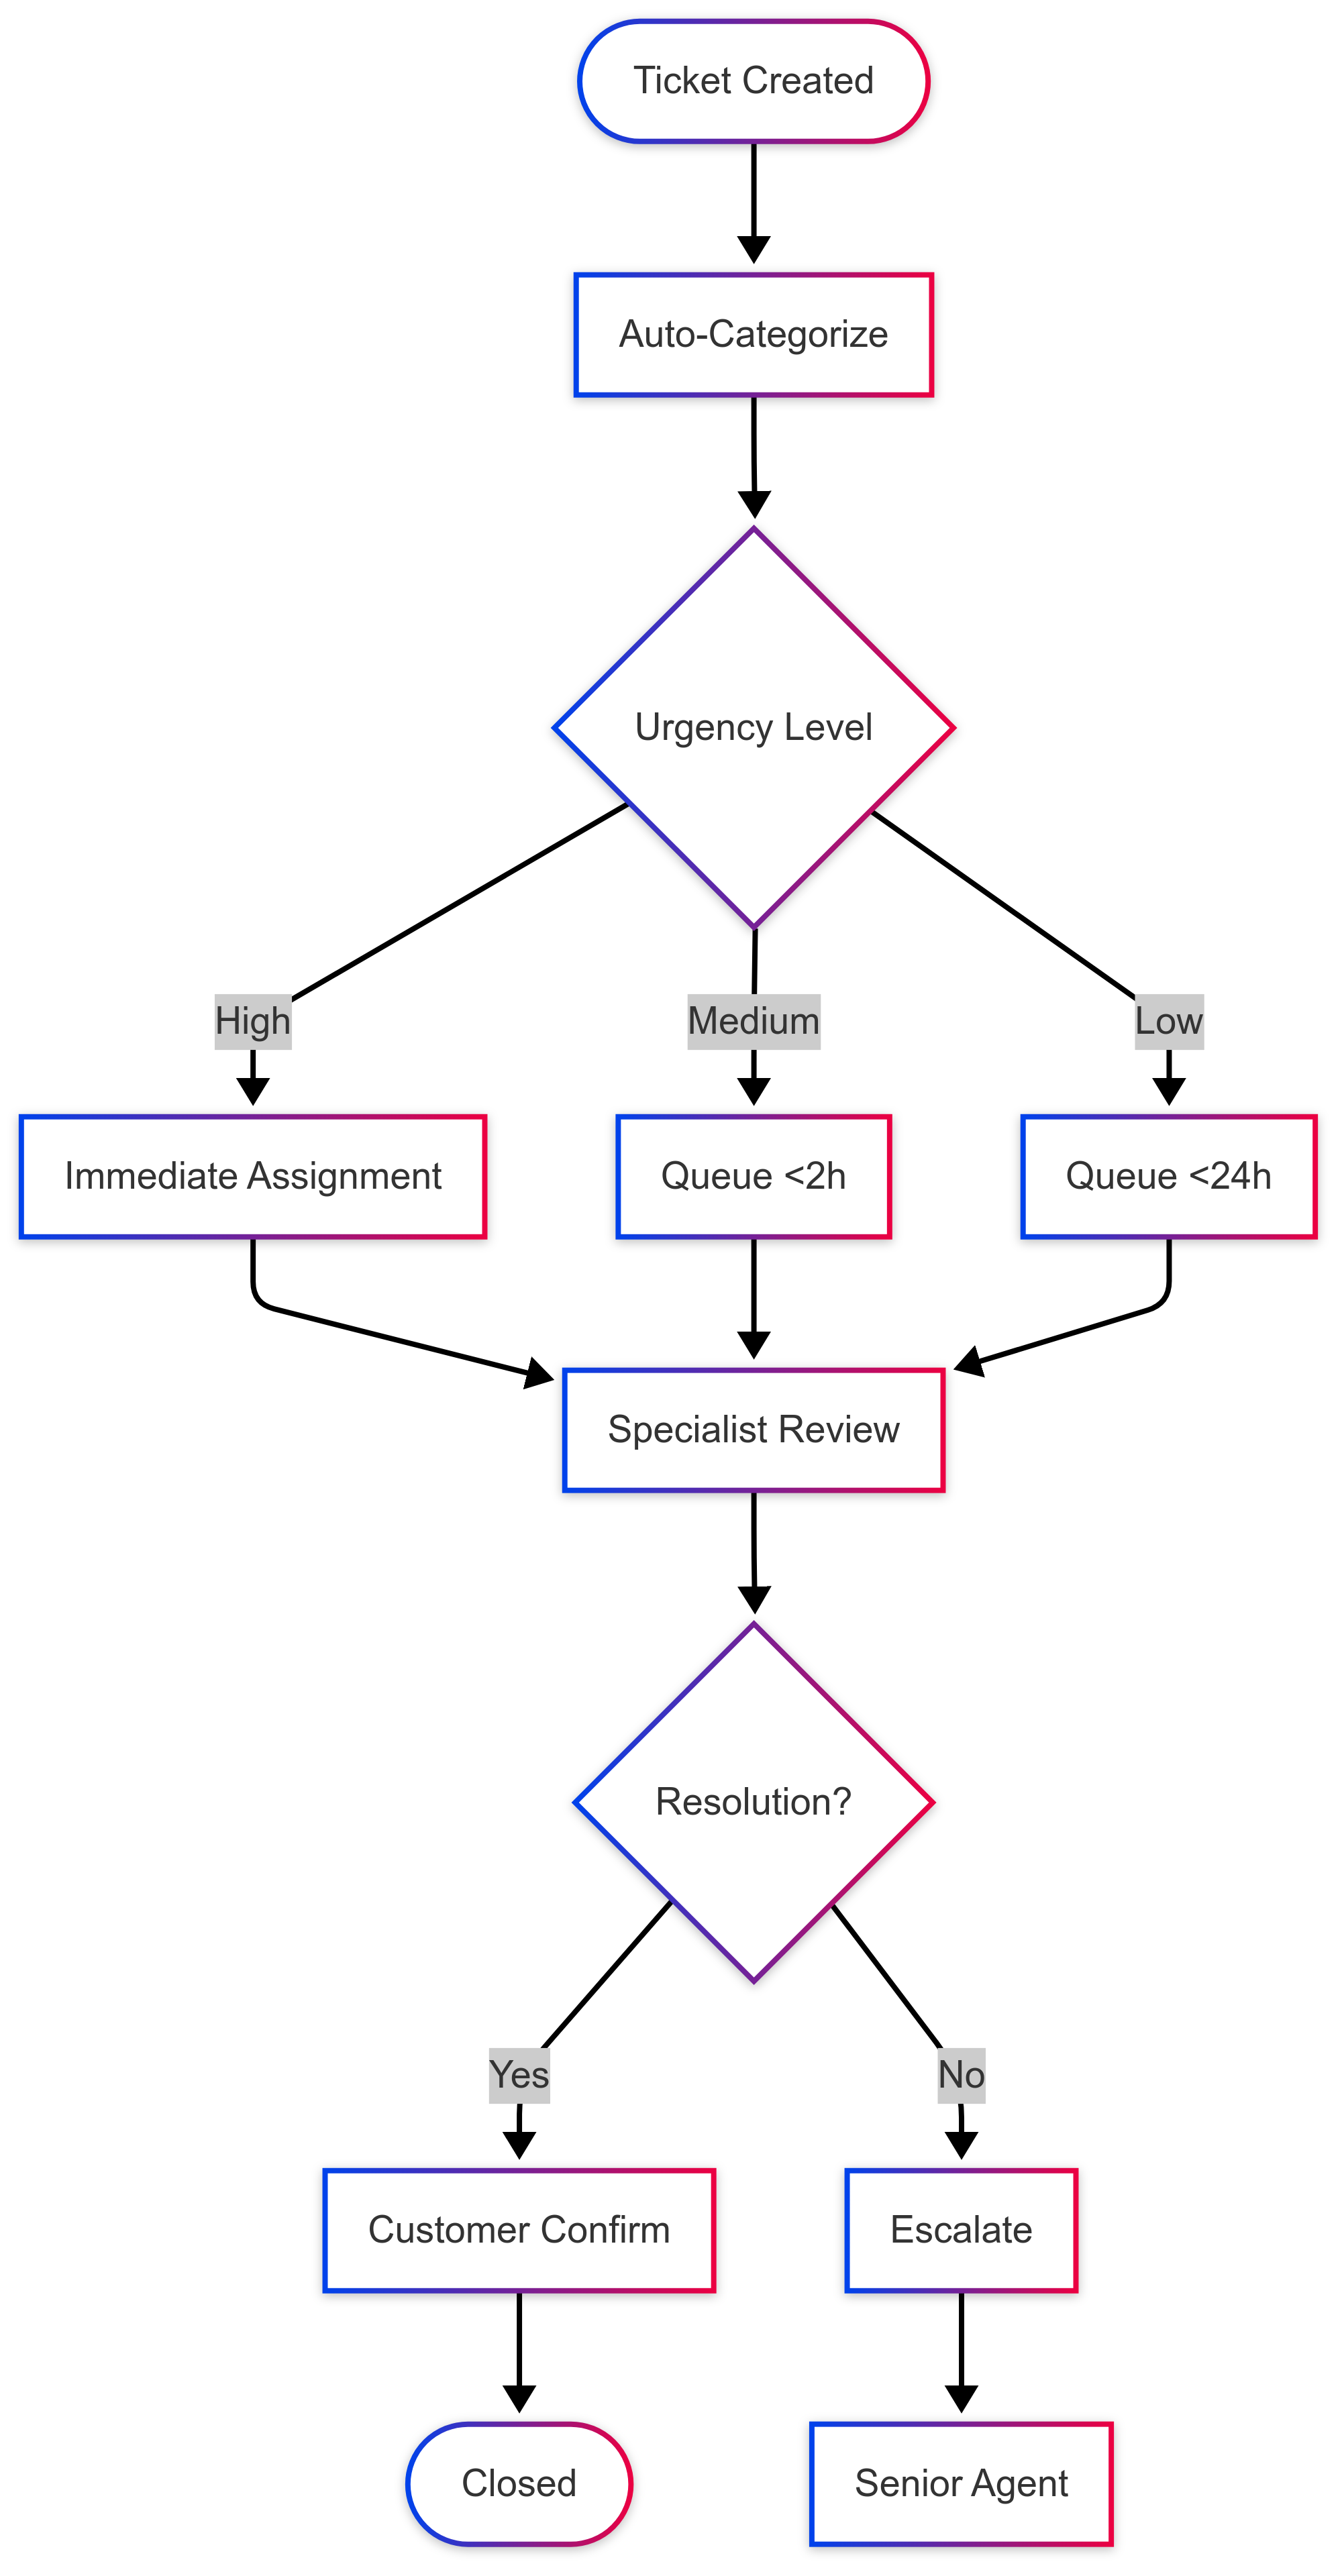 Ticket Created
Auto-Categorize
Urgency Level
High
Medium
Low
Immediate Assignment
Queue <2h
Queue <24h
Specialist Review
Resolution?
Yes
No
Customer Confirm
Escalate
Closed
Senior Agent